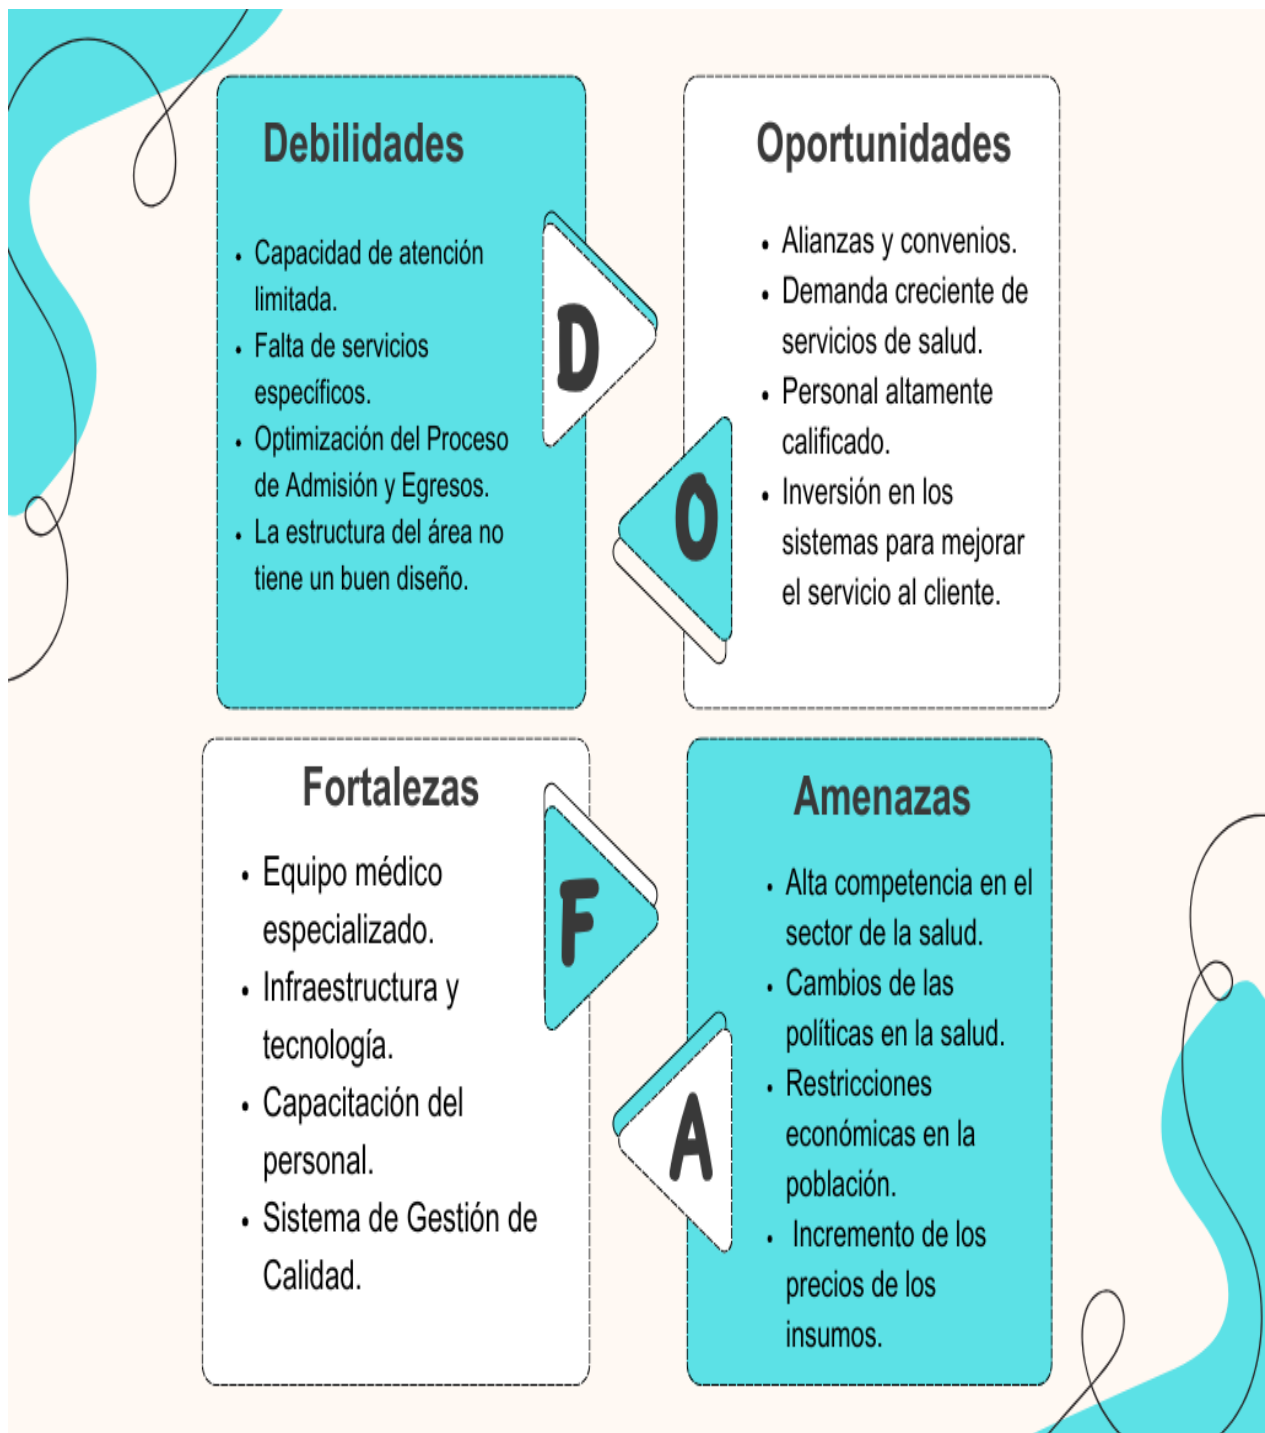 Debilidades
• Capacidad de atención
limitada.
• Falta de servicios
específicos.
• Optimización del Proceso
de Admisión y Egresos.
• La estructura del área no
tiene un buen diseño.
D
Oportunidades
• Alianzas y convenios.
• Demanda creciente de
servicios de salud.
• Personal altamente
calificado.
• Inversión en los
sistemas para mejorar
el servicio al cliente.
O
Fortalezas
• Equipo médico
especializado.
• Infraestructura y
tecnología.
• Capacitación del
personal.
• Sistema de Gestión de
Calidad.
F
Amenazas
• Alta competencia en el
sector de la salud.
• Cambios de las
políticas en la salud.
• Restricciones
económicas en la
población.
• Incremento de los
precios de los
insumos.
A